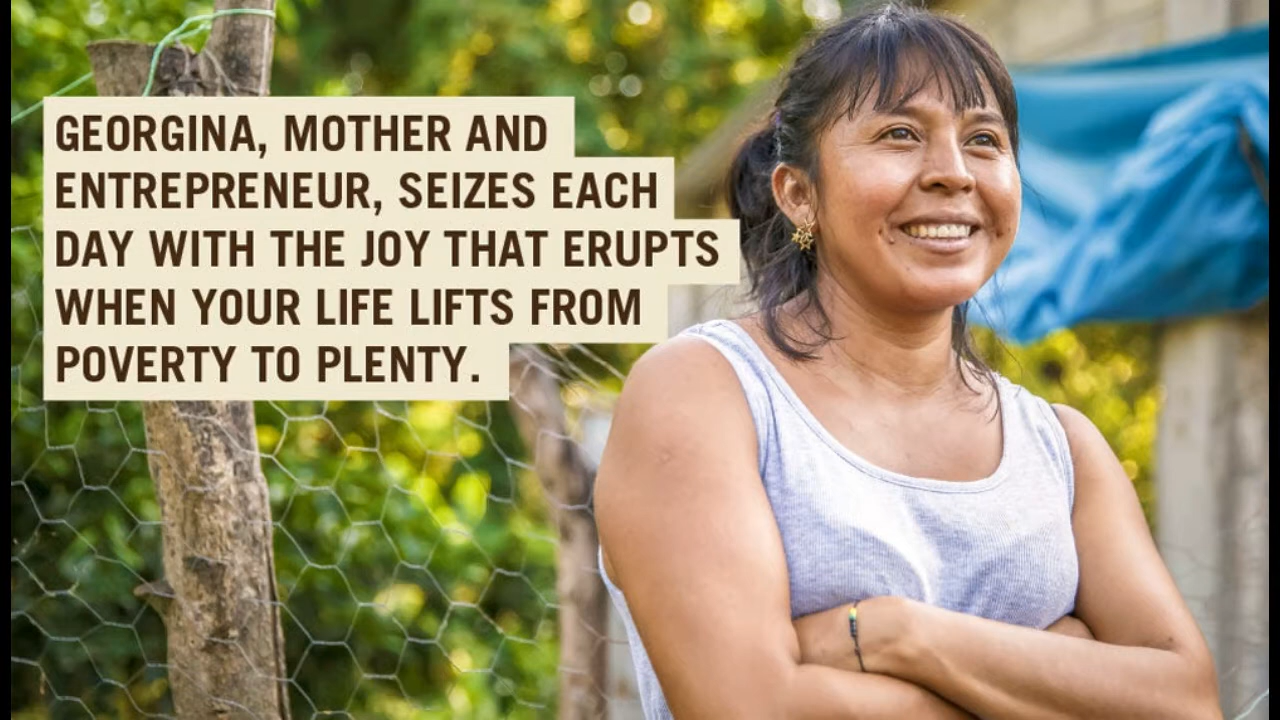 GEORGINA, MOTHER AND
ENTREPRENEUR, SEIZES EACH
DAY WITH THE JOY THAT ERUPTS
WHEN YOUR LIFE LIFTS FROM
POVERTY TO PLENTY.